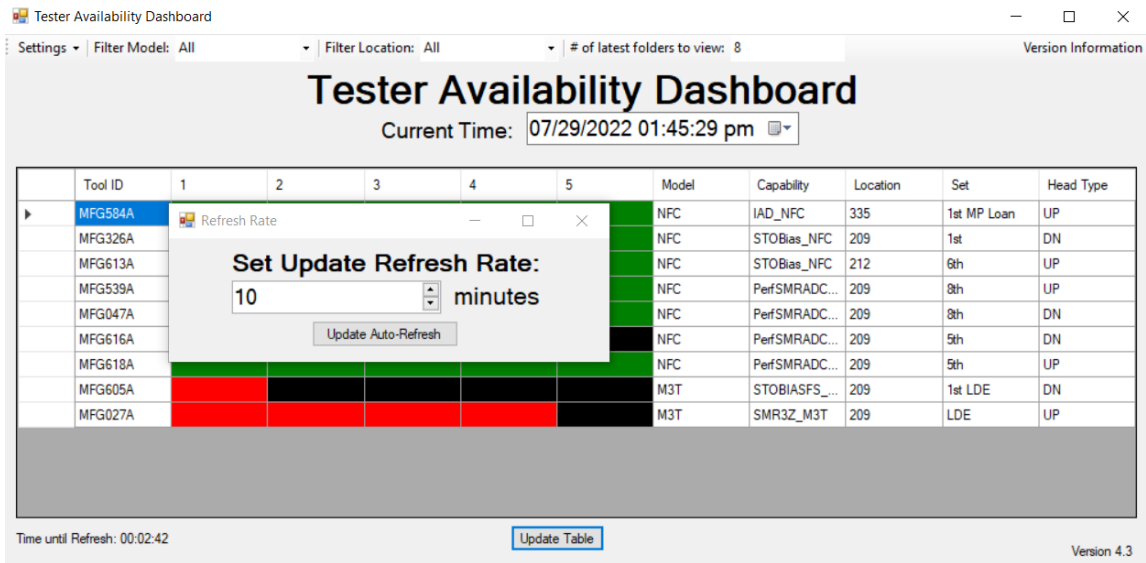 Tester Availability Dashboard
Settings Filter Model: All Filter Location: All # of latest folders to view: 8 Version Information
Tester Availability Dashboard
Current Time: 07/29/2022 01:45:29 pm
Tool ID 1 2 3 4 5 Model Capability Location Set Head Type
MFG584A NFC IAD_NFC 335 1st MP Loan UP
MFG326A NFC STOBias_NFC 209 1st DN
MFG613A NFC STOBias_NFC 212 6th UP
MFG539A NFC PerfSMRADC... 209 8th UP
MFG047A NFC PerfSMRADC... 209 8th DN
MFG616A NFC PerfSMRADC... 209 5th DN
MFG618A NFC PerfSMRADC... 209 5th UP
MFG605A M3T STOBIASFS_... 209 1st LDE DN
MFG027A M3T SMR3Z_M3T 209 LDE UP
Refresh Rate
Set Update Refresh Rate:
10 minutes
Update Auto-Refresh
Time until Refresh: 00:02:42 Update Table
Version 4.3